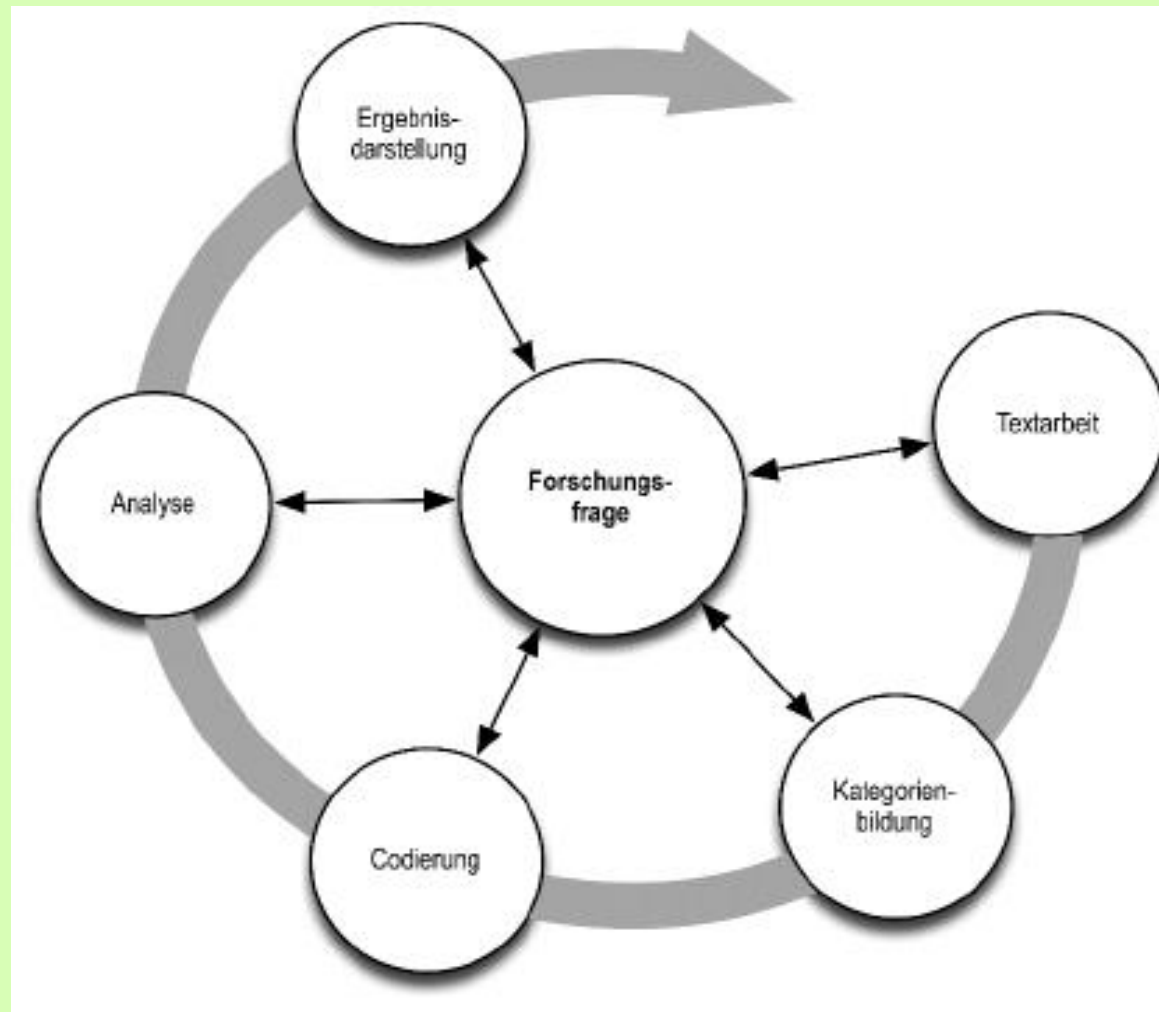 Ergebnis-
darstellung
Textarbeit
Forschungs-
frage
Analyse
Kategorien-
bildung
Codierung